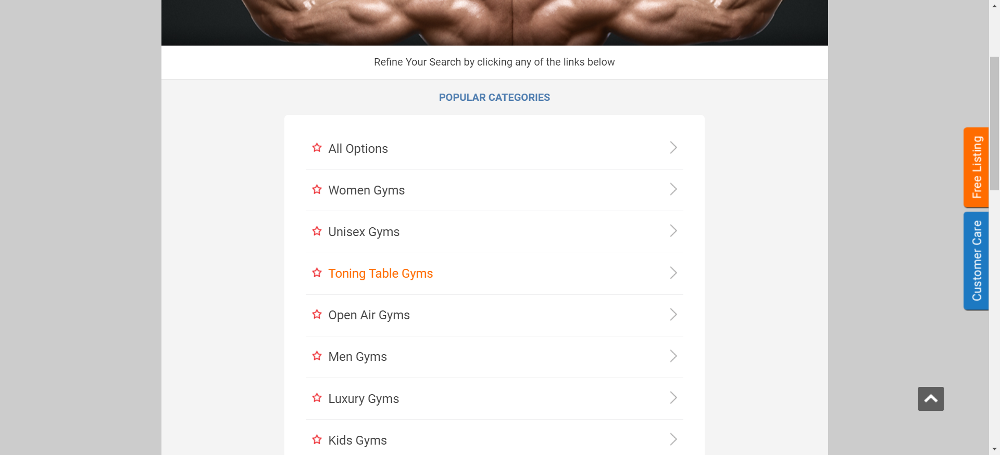 Refine Your Search by clicking any of the links below
POPULAR CATEGORIES
All Options
Women Gyms
Unisex Gyms
Toning Table Gyms
Open Air Gyms
Men Gyms
Luxury Gyms
Kids Gyms
Free Listing
Customer Care